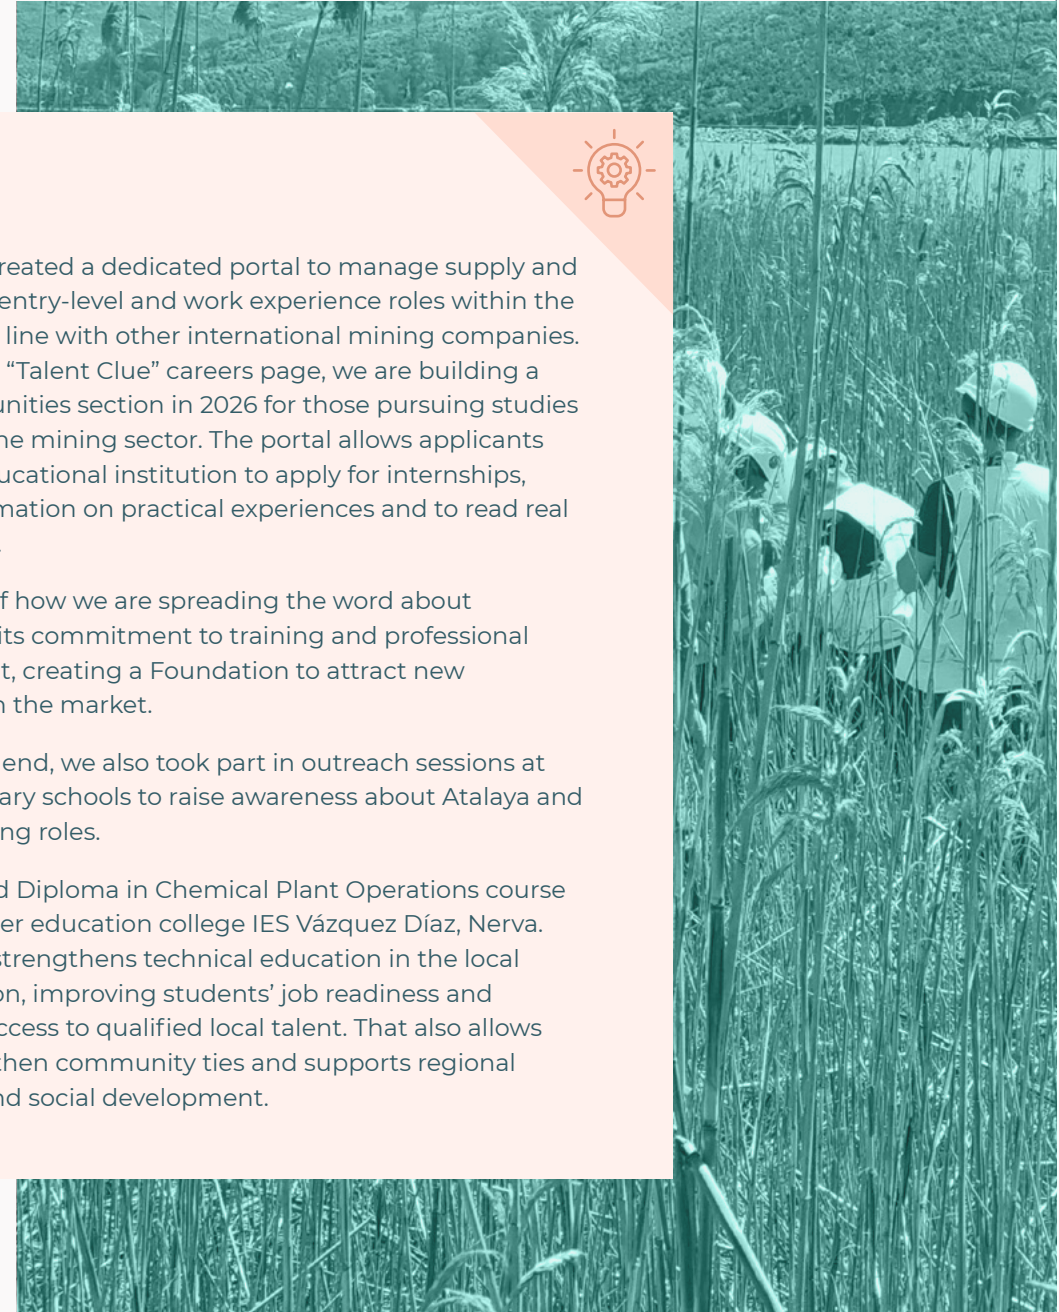 reated a dedicated portal to manage supply and
entry-level and work experience roles within the
line with other international mining companies.
“Talent Clue” careers page, we are building a
unities section in 2026 for those pursuing studies
he mining sector. The portal allows applicants
ucational institution to apply for internships,
mation on practical experiences and to read real
.
f how we are spreading the word about
its commitment to training and professional
t, creating a Foundation to attract new
n the market.
end, we also took part in outreach sessions at
ary schools to raise awareness about Atalaya and
ng roles.
d Diploma in Chemical Plant Operations course
er education college IES Vázquez Díaz, Nerva.
strengthens technical education in the local
on, improving students’ job readiness and
ccess to qualified local talent. That also allows
then community ties and supports regional
nd social development.